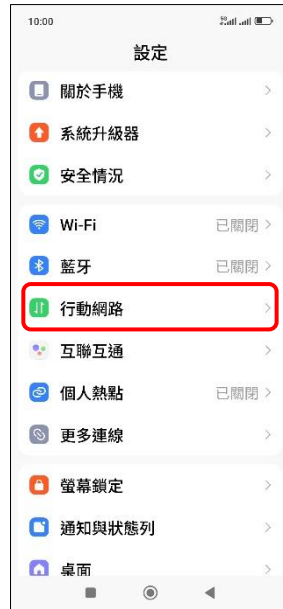 10:00
設定
關於手機
系統升級器
安全情況
Wi-Fi 已關閉
藍牙 已關閉
行動網路
互聯互通
個人熱點 已關閉
更多連線
螢幕鎖定
通知與狀態列
桌面